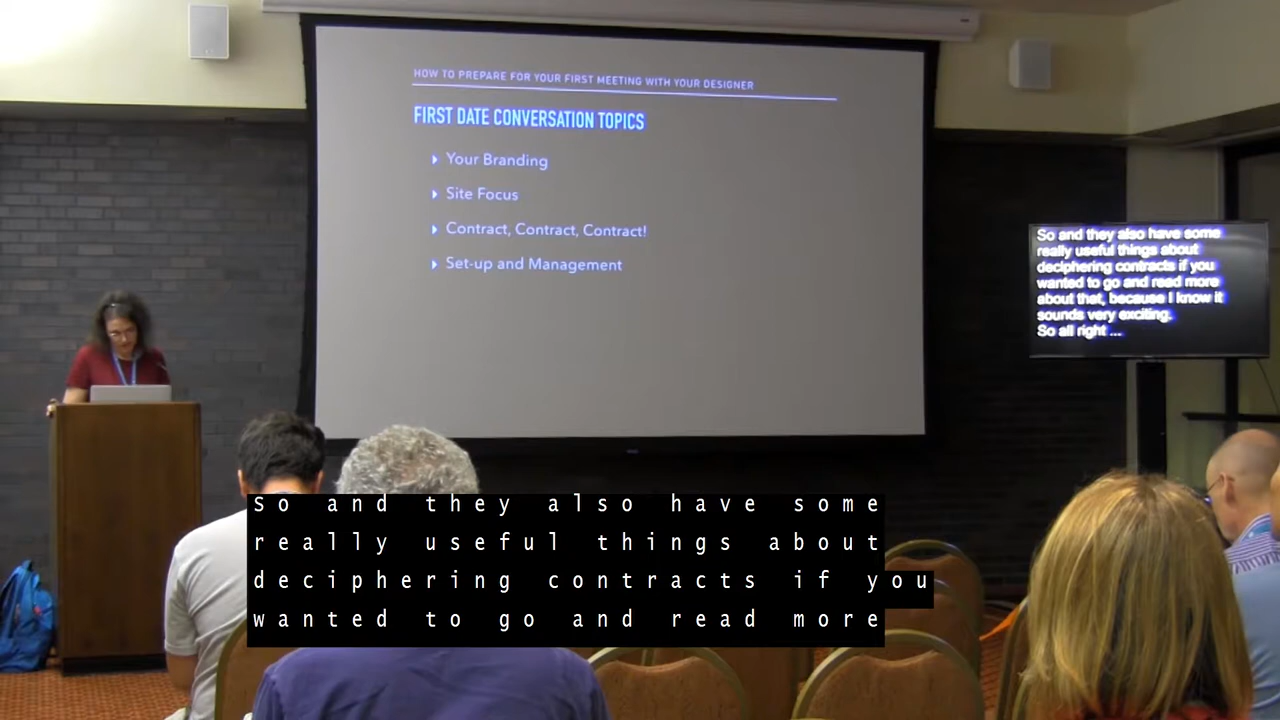 HOW TO PREPARE FOR YOUR FIRST MEETING WITH YOUR DESIGNER
FIRST DATE CONVERSATION TOPICS
Your Branding
Site Focus
Contract, Contract, Contract!
Set-up and Management
So and they also have some
really useful things about
deciphering contracts if you
wanted to go and read more
about that, because I know it
sounds very exciting.
So all right ...
So and they also have some
really useful things about
deciphering contracts if you
wanted to go and read more